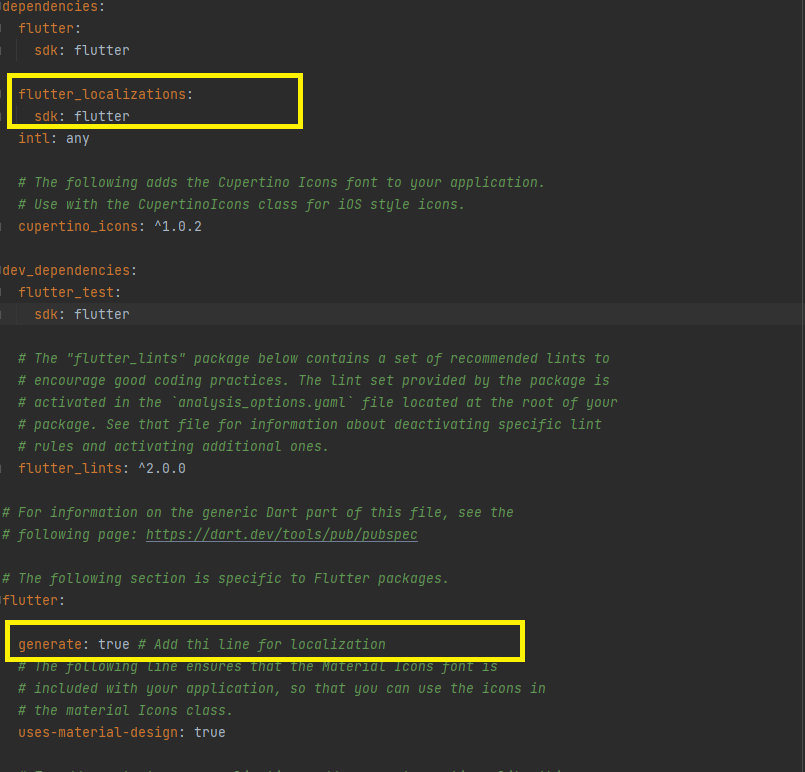 dependencies:
flutter:
sdk: flutter
flutter_localizations:
sdk: flutter
intl: any
# The following adds the Cupertino Icons font to your application.
# Use with the CupertinoIcons class for iOS style icons.
cupertino_icons: ^1.0.2
dev_dependencies:
flutter_test:
sdk: flutter
# The "flutter_lints" package below contains a set of recommended lints to
# encourage good coding practices. The lint set provided by the package is
# activated in the `analysis_options.yaml` file located at the root of your
# package. See that file for information about deactivating specific lint
# rules and activating additional ones.
flutter_lints: ^2.0.0
# For information on the generic Dart part of this file, see the
# following page: https://dart.dev/tools/pub/pubspec
# The following section is specific to Flutter packages.
flutter:
generate: true # Add thi line for localization
# The following line ensures that the Material Icons font is
# included with your application, so that you can use the icons in
# the material Icons class.
uses-material-design: true